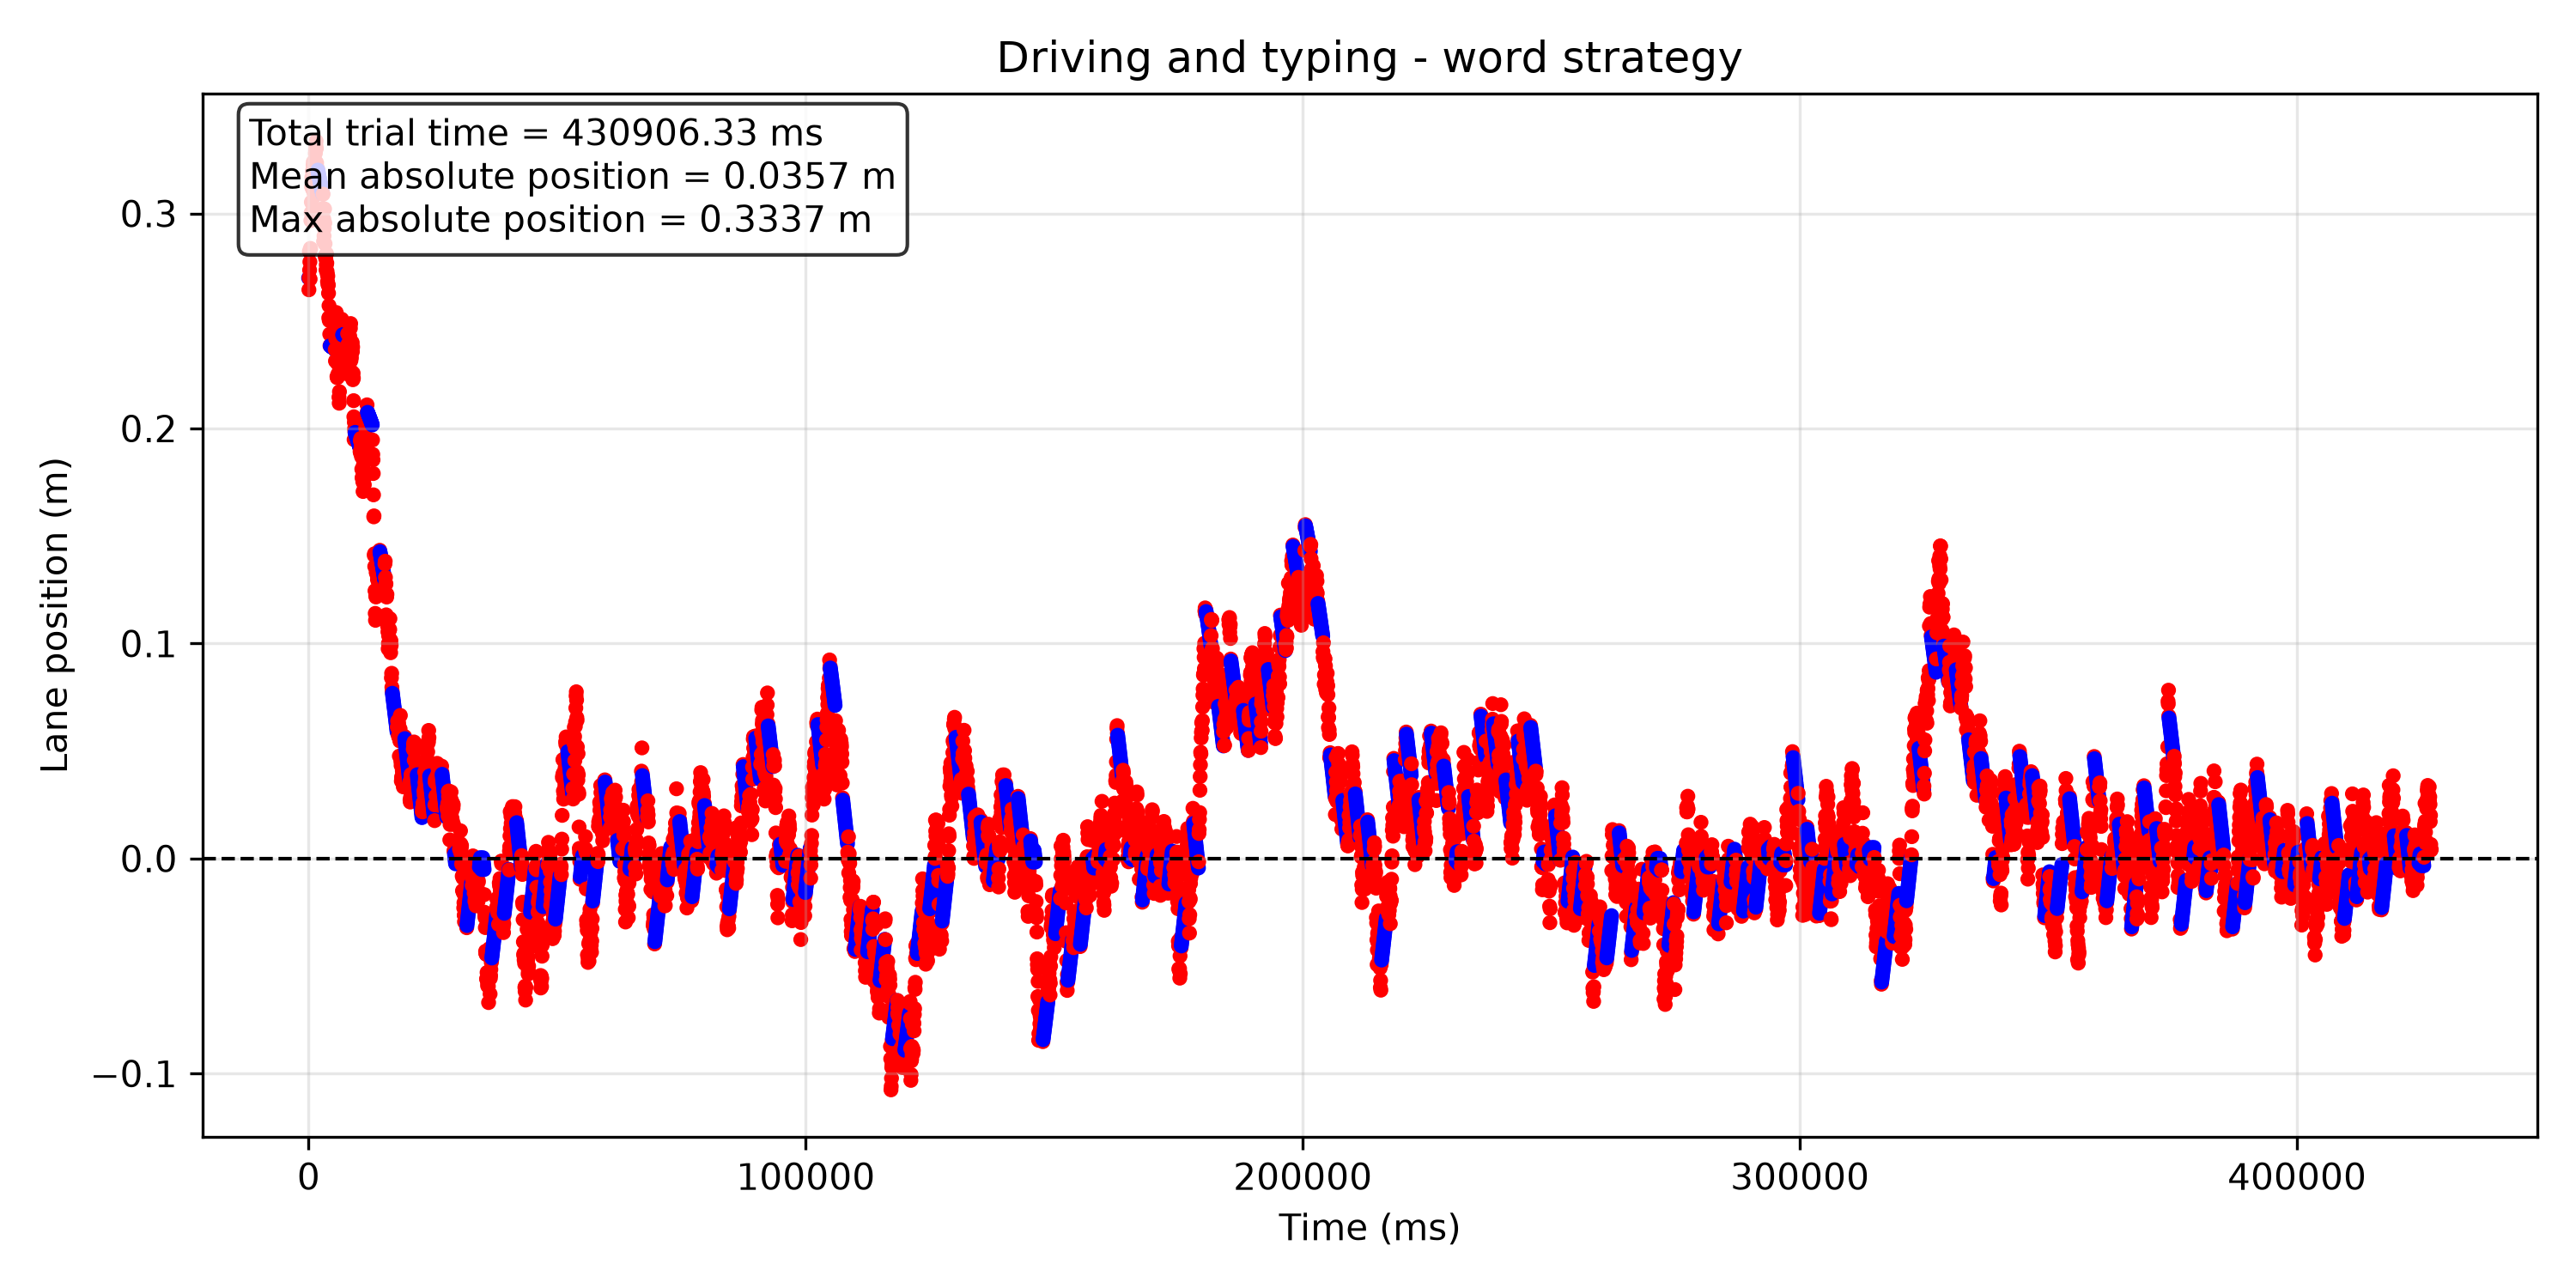 Driving and typing - word strategy
Total trial time = 430906.33 ms
Mean absolute position = 0.0357 m
Max absolute position = 0.3337 m
Lane position (m)
0.3
0.2
0.1
0.0
−0.1
0
100000
200000
300000
400000
Time (ms)